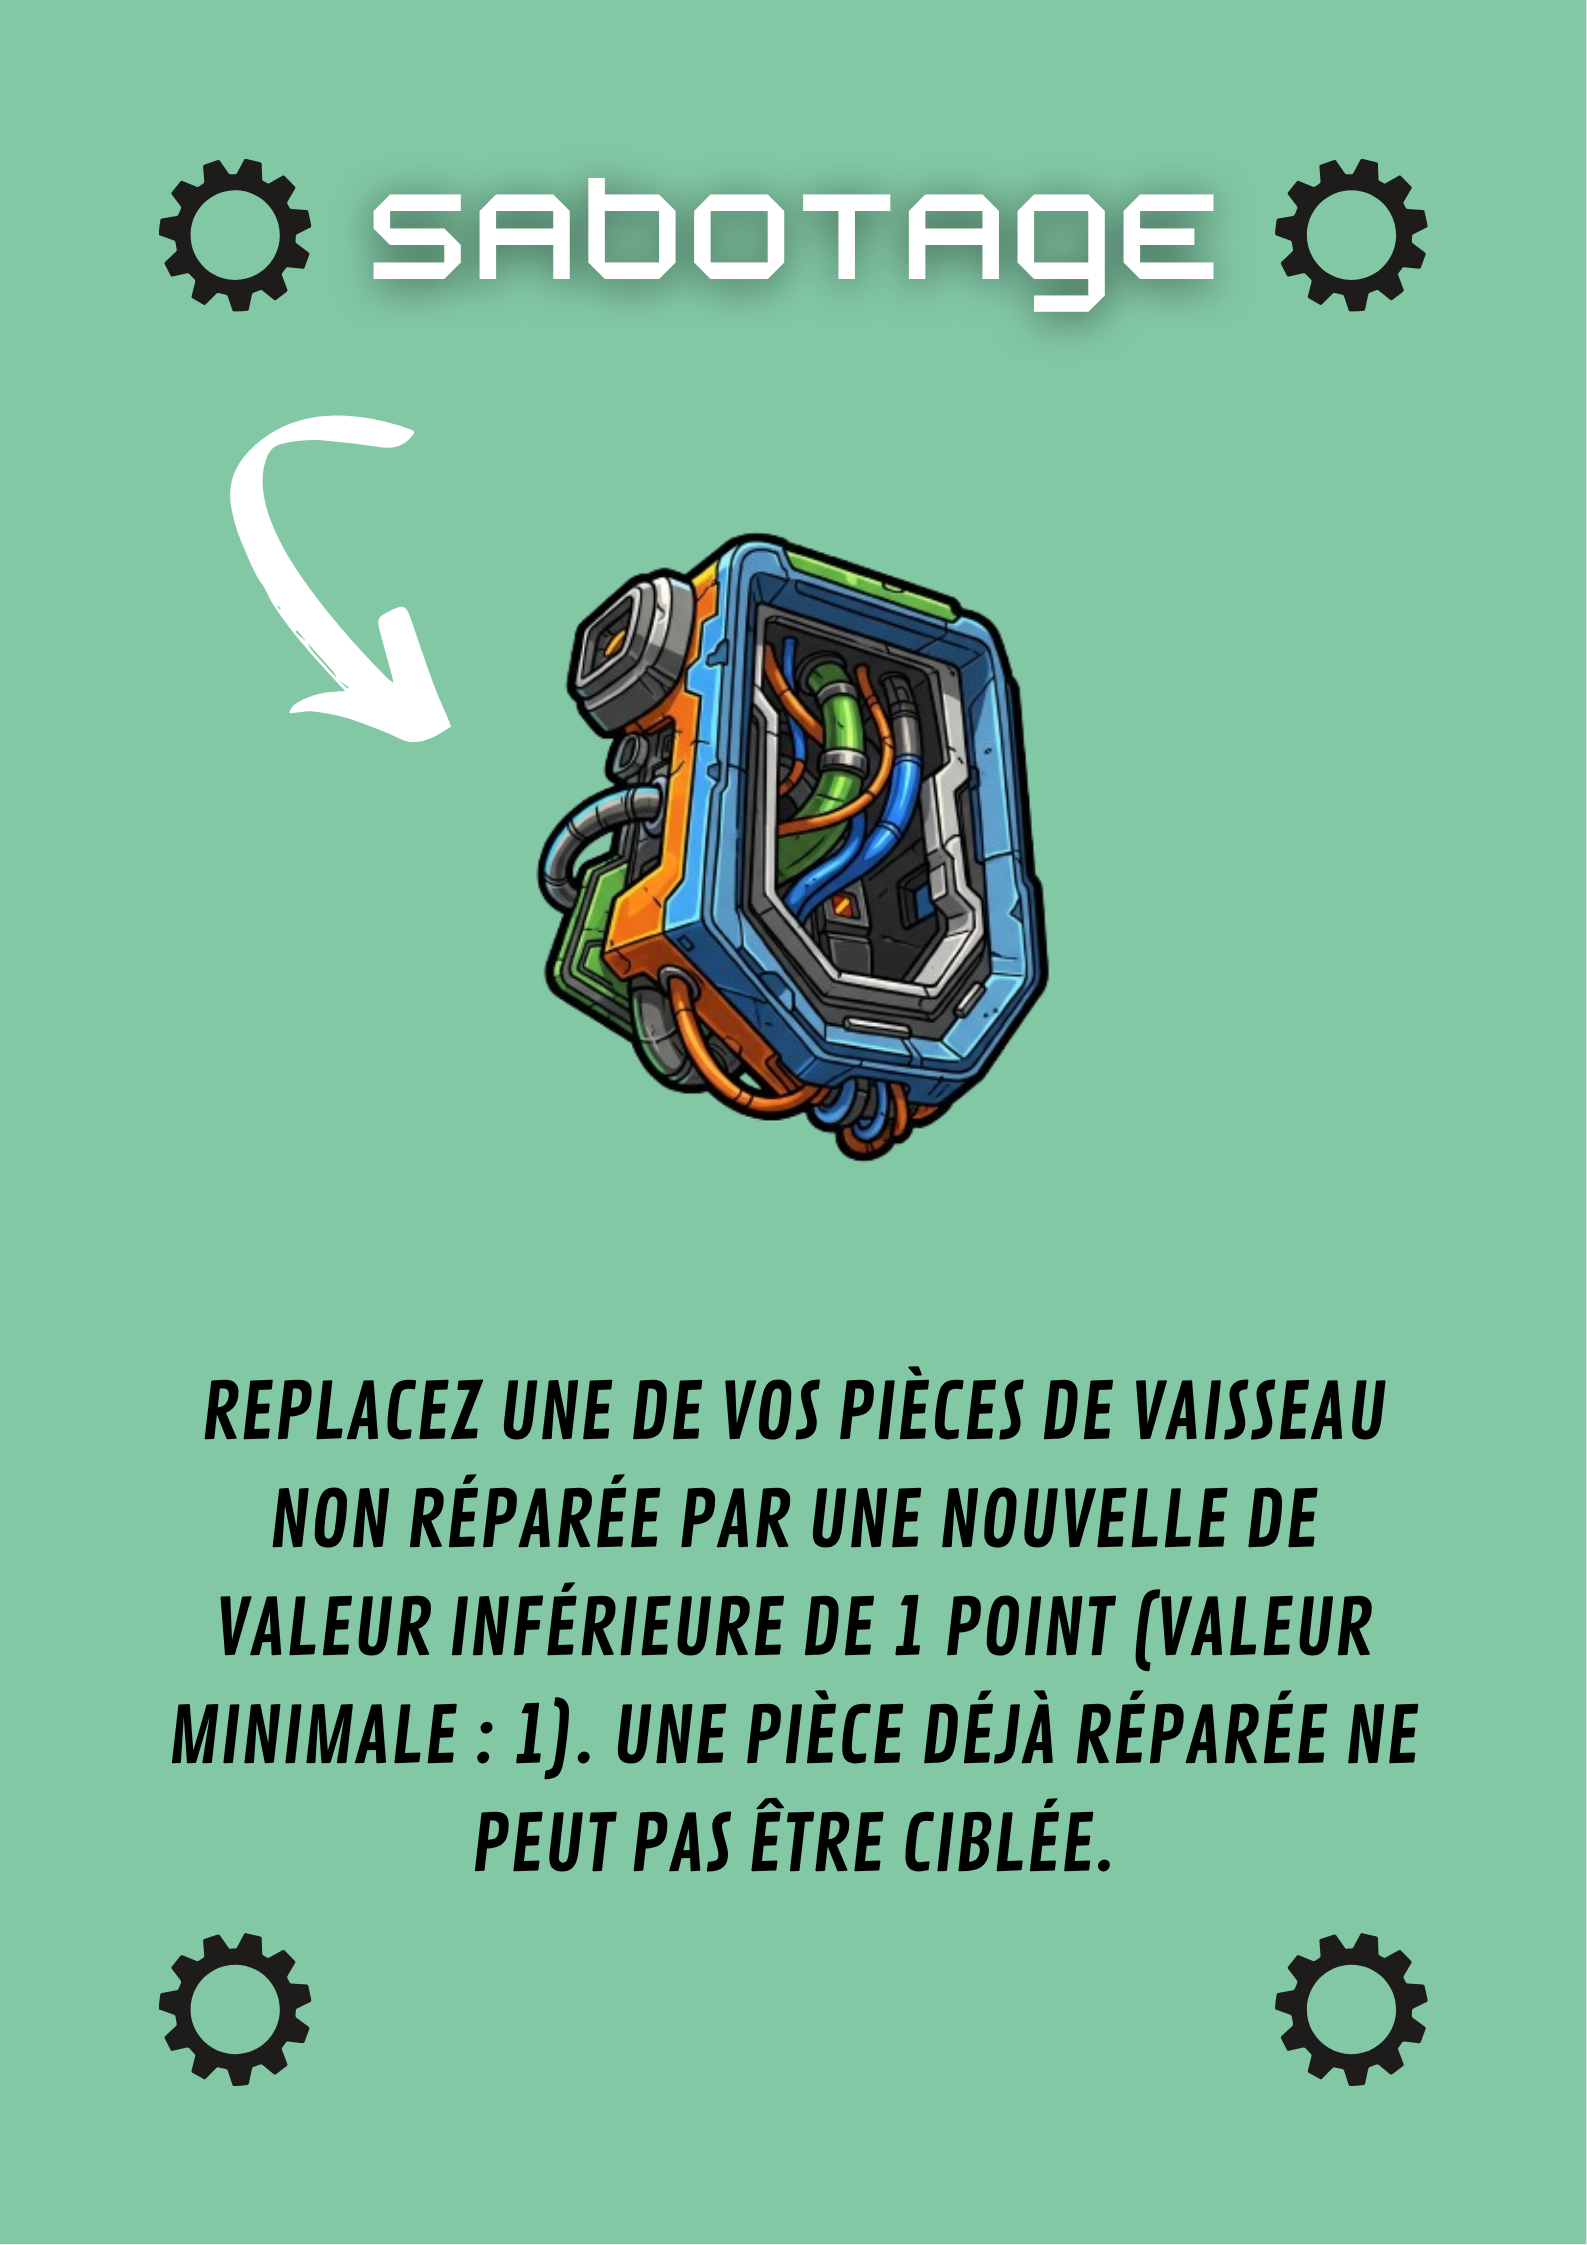 SABOTAGE
REPLACEZ UNE DE VOS PIÈCES DE VAISSEAU
NON RÉPARÉE PAR UNE NOUVELLE DE
VALEUR INFÉRIEURE DE 1 POINT (VALEUR
MINIMALE : 1). UNE PIÈCE DÉJÀ RÉPARÉE NE
PEUT PAS ÊTRE CIBLÉE.